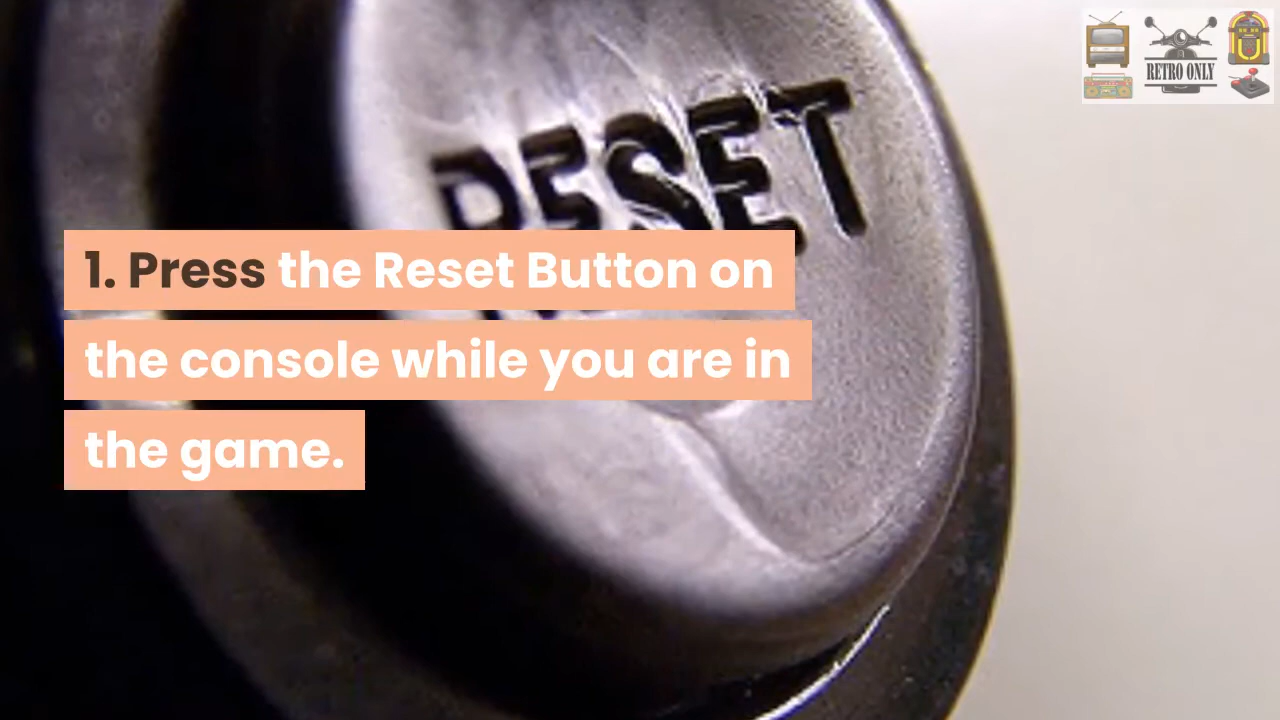 RETRO ONLY
RESET
1. Press the Reset Button on
the console while you are in
the game.